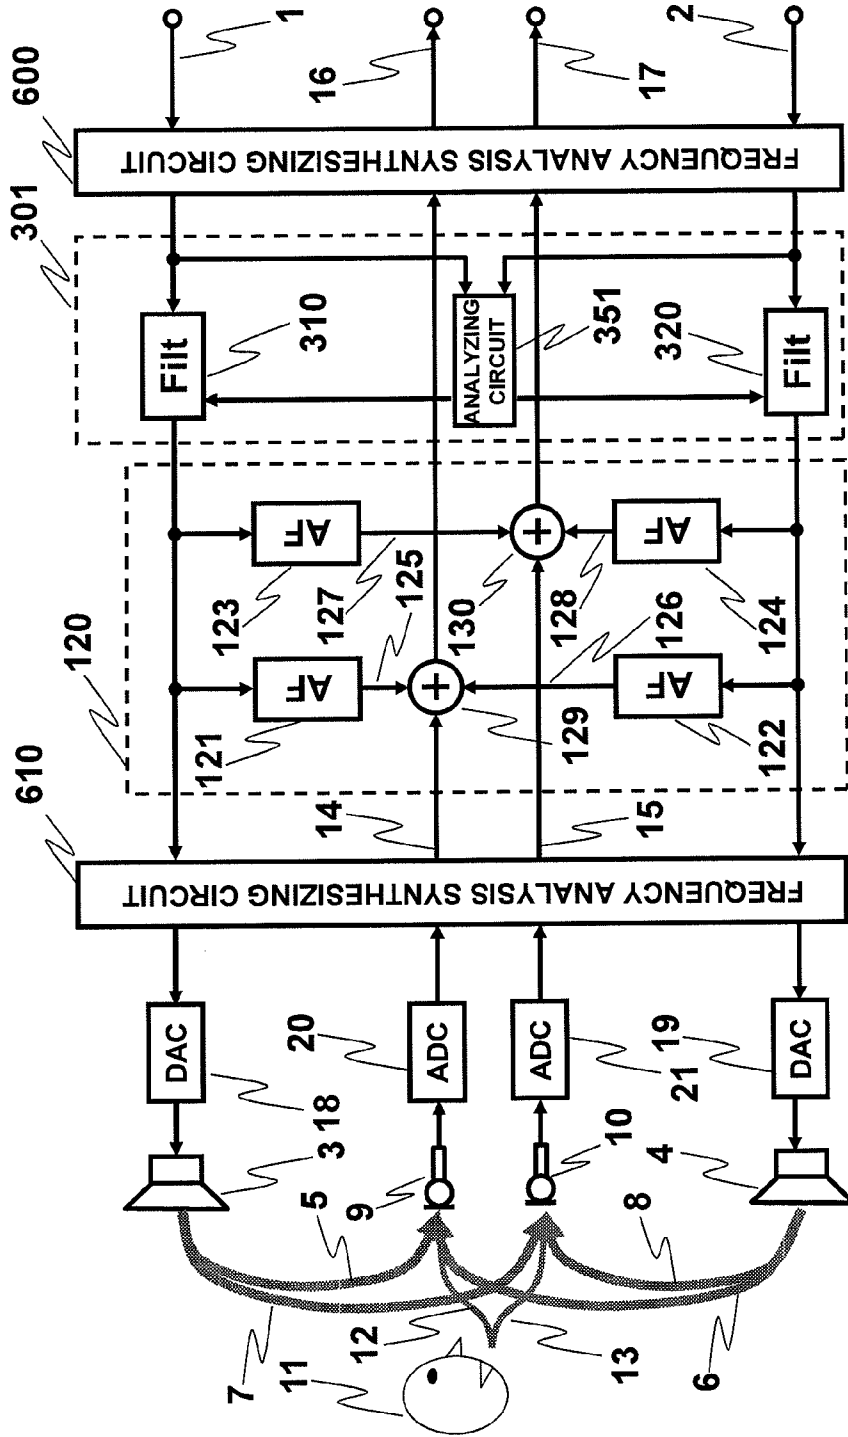 1
16
17
2
600
FREQUENCY ANALYSIS SYNTHESIZING CIRCUIT
301
Filt
310
ANALYZING
CIRCUIT
351
320
Filt
120
AF
123
127
125
130
128
126
AF
124
AF
121
129
AF
122
610
14
15
FREQUENCY ANALYSIS SYNTHESIZING CIRCUIT
DAC
18
20
ADC
ADC
21
19
DAC
3
9
10
4
5
7
12
11
13
8
6